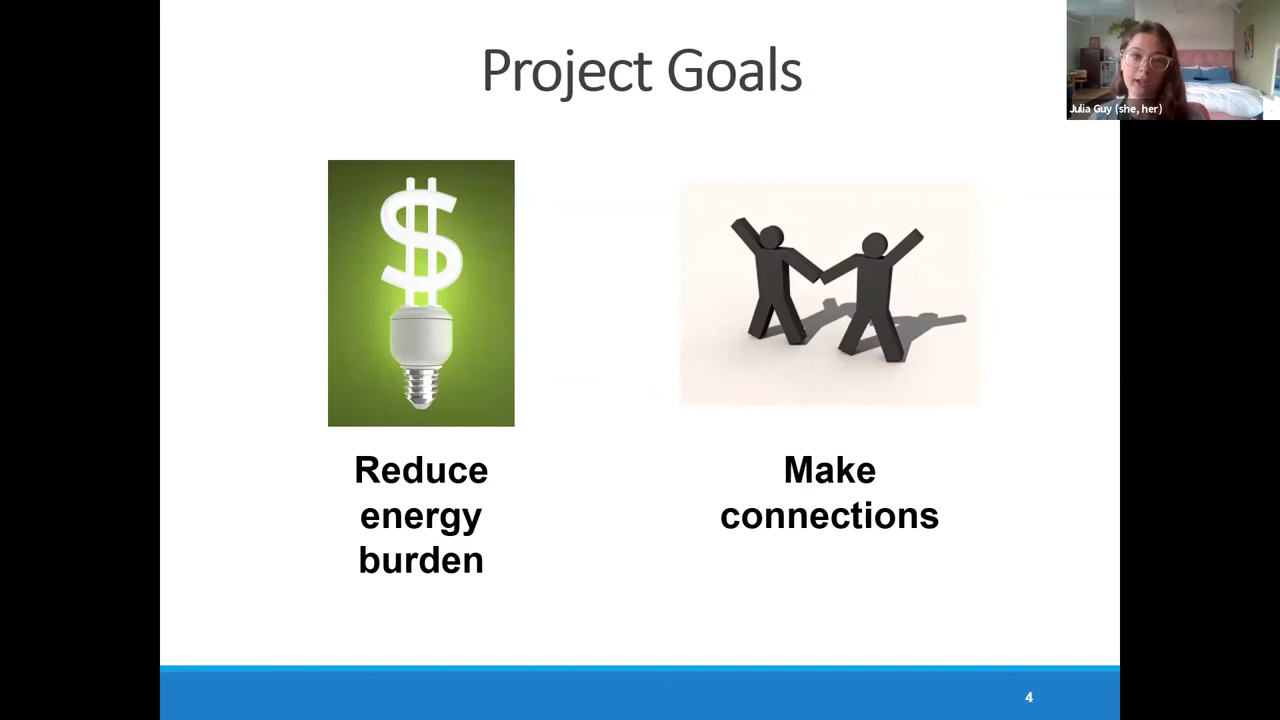 Project Goals
Julia Guy (she, her)
$
Reduce
energy
burden
Make
connections
4